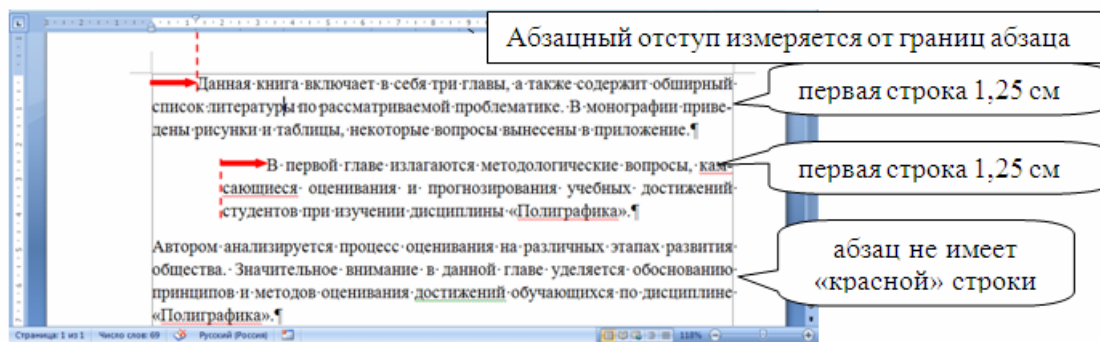 Абзацный отступ измеряется от границ абзаца
Данная книга включает в себя три главы, а также содержит обширный
список литературы по рассматриваемой проблематике. В монографии приве-
дены рисунки и таблицы, некоторые вопросы вынесены в приложение.¶
первая строка 1,25 см
В первой главе излагаются методологические вопросы, кам-
сающиеся оценивания и прогнозирования учебных достижений
студентов при изучении дисциплины «Полиграфика».¶
первая строка 1,25 см
Автором анализируется процесс оценивания на различных этапах развития
общества. Значительное внимание в данной главе уделяется обоснованию
принципов и методов оценивания достижений обучающихся по дисциплине
«Полиграфика».¶
абзац не имеет
«красной» строки
Страница: 1 из 1 Число слов: 69 Русский (Россия) 118%